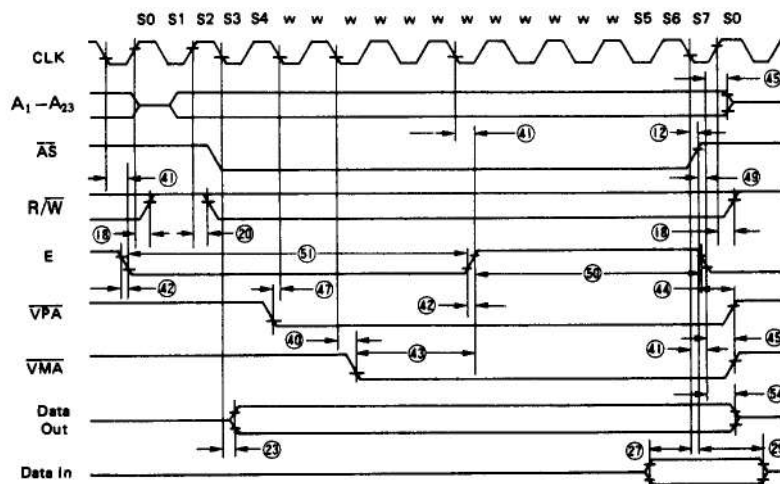 S0 S1 S2 S3 S4 w w w w w w w w w w w w S5 S6 S7 S0
CLK
45
A1-A23
41 12
AS
41 49
R/W
18 20 18
E 51
50
42 47 42 44
VPA
40 43 41 45
VMA
54
Data
Out
23 27
Data In